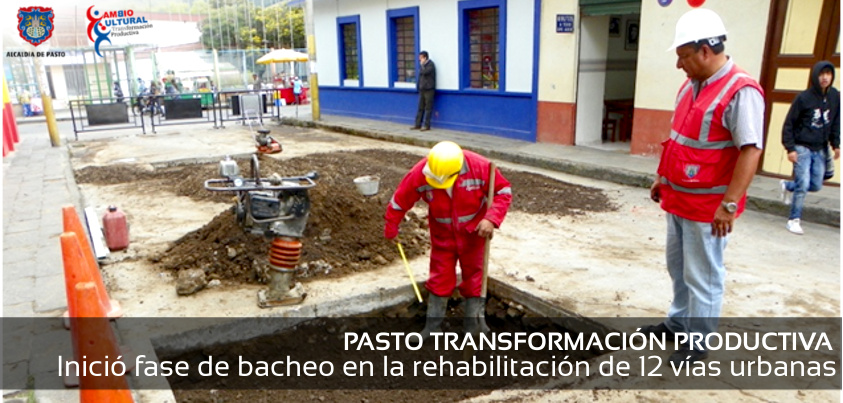 ALCALDÍA DE PASTO
CAMBIO
CULTURAL
Transformación
Productiva
PASTO TRANSFORMACIÓN PRODUCTIVA
Inició fase de bacheo en la rehabilitación de 12 vías urbanas